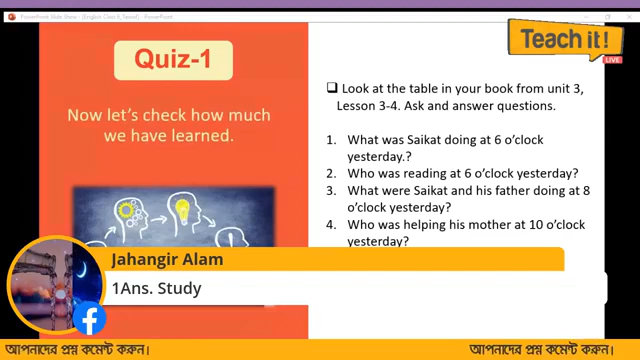 PowerPoint Slide Show - [English Class 9_Tense] - PowerPoint
Teach it!
LIVE
Quiz-1
Now let's check how much
we have learned.
❑ Look at the table in your book from unit 3,
Lesson 3-4. Ask and answer questions.
1. What was Saikat doing at 6 o'clock
yesterday.?
2. Who was reading at 6 o'clock yesterday?
3. What were Saikat and his father doing at 8
o'clock yesterday?
4. Who was helping his mother at 10 o'clock
yesterday?
Jahangir Alam
1Ans. Study
আপনাদের প্রশ্ন কমেন্ট করুন।
আপনাদের প্রশ্ন কমেন্ট করুন।